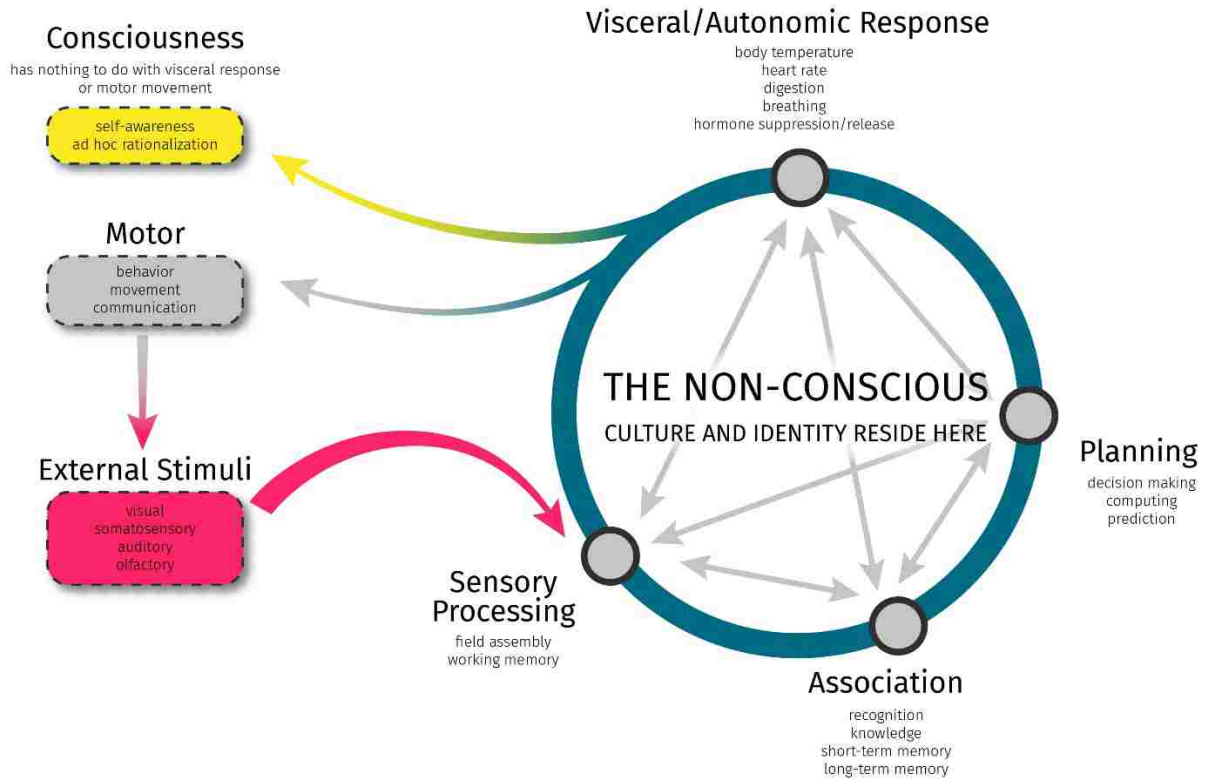 Consciousness
has nothing to do with visceral response
or motor movement
self-awareness
ad hoc rationalization
Motor
behavior
movement
communication
External Stimuli
visual
somatosensory
auditory
olfactory
Visceral/Autonomic Response
body temperature
heart rate
digestion
breathing
hormone suppression/release
THE NON-CONSCIOUS
CULTURE AND IDENTITY RESIDE HERE
Planning
decision making
computing
prediction
Sensory
Processing
field assembly
working memory
Association
recognition
knowledge
short-term memory
long-term memory